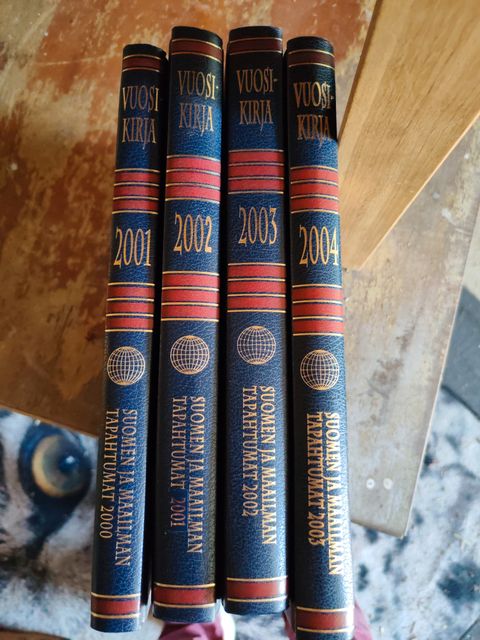 VUOSI-
KIRJA
2001
SUOMEN JA MAAILMAN
TAPAHTUMAT 2000
VUOSI-
KIRJA
2002
SUOMEN JA MAAILMAN
TAPAHTUMAT 2001
VUOSI-
KIRJA
2003
SUOMEN JA MAAILMAN
TAPAHTUMAT 2002
VUOSI-
KIRJA
2004
SUOMEN JA MAAILMAN
TAPAHTUMAT 2003